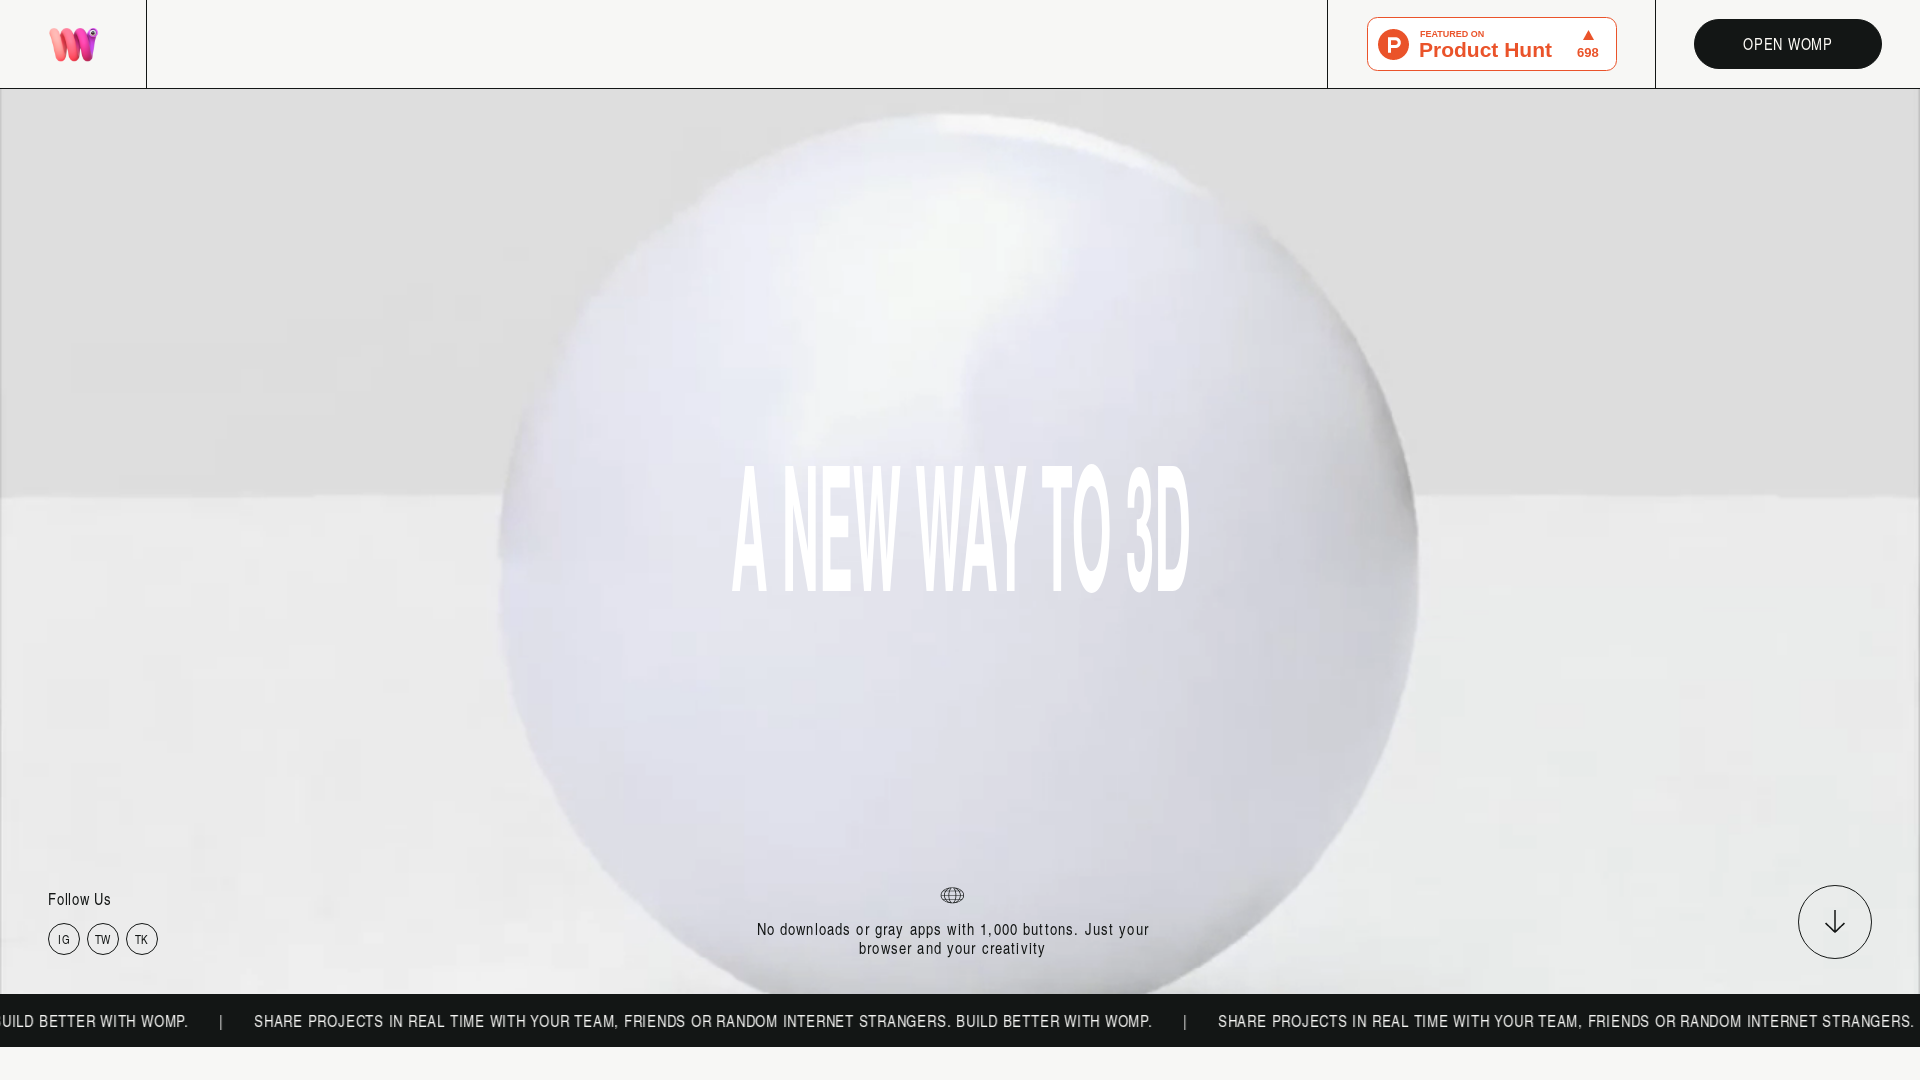 FEATURED ON
Product Hunt
698
OPEN WOMP
A NEW WAY TO 3D
Follow Us
IG TW TK
No downloads or gray apps with 1,000 buttons. Just your
browser and your creativity
BUILD BETTER WITH WOMP. | SHARE PROJECTS IN REAL TIME WITH YOUR TEAM, FRIENDS OR RANDOM INTERNET STRANGERS. BUILD BETTER WITH WOMP. | SHARE PROJECTS IN REAL TIME WITH YOUR TEAM, FRIENDS OR RANDOM INTERNET STRANGERS.